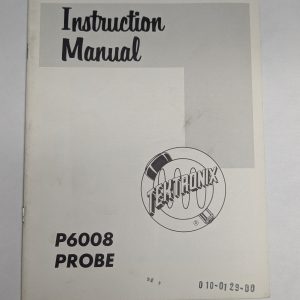 Instruction
Manual
TEKTRONIX
®
P6008
PROBE
010-0129-00